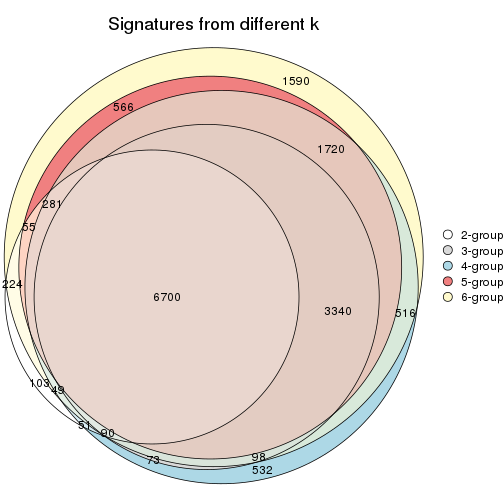 Signatures from different k
1590
566
1720
281
55
224
6700
3340
516
103
49
51
90
73
98
532
2-group
3-group
4-group
5-group
6-group